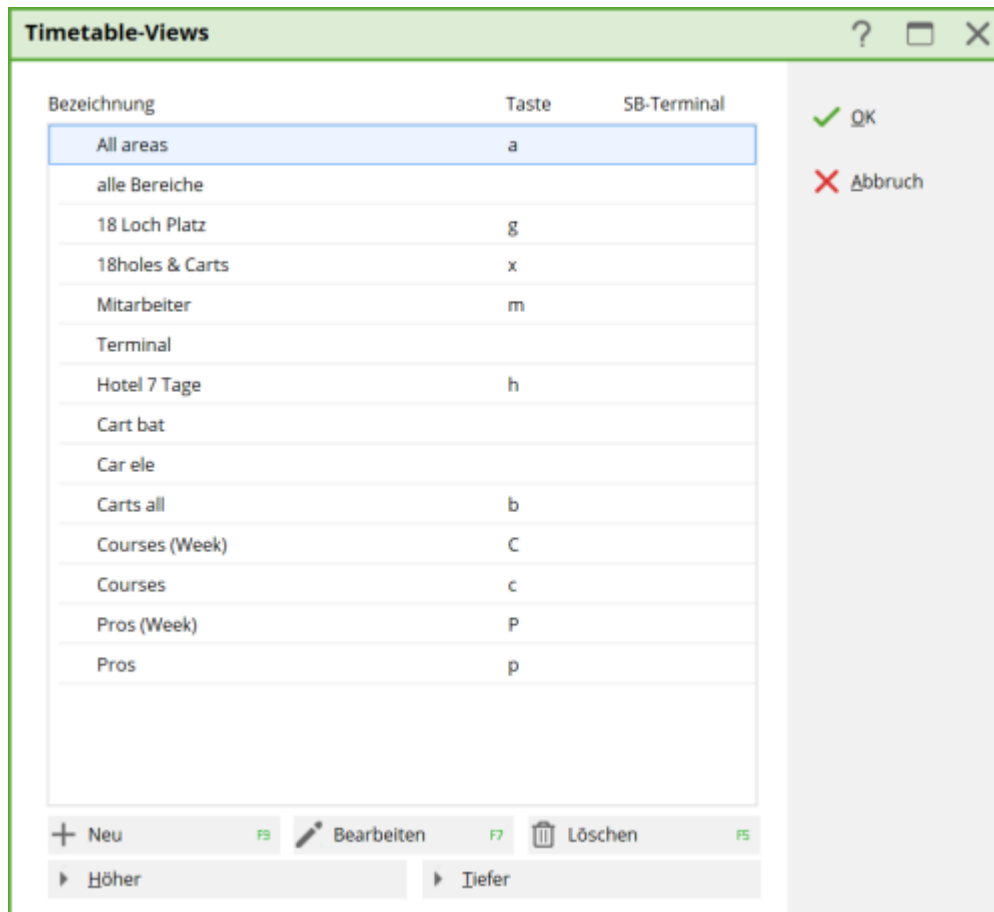 Timetable-Views
Bezeichnung Taste SB-Terminal
All areas a
alle Bereiche
18 Loch Platz g
18holes & Carts x
Mitarbeiter m
Terminal
Hotel 7 Tage h
Cart bat
Car ele
Carts all b
Courses (Week) C
Courses c
Pros (Week) P
Pros p
Neu F9 Bearbeiten F7 Löschen F5
Höher Tiefer
OK
Abbruch